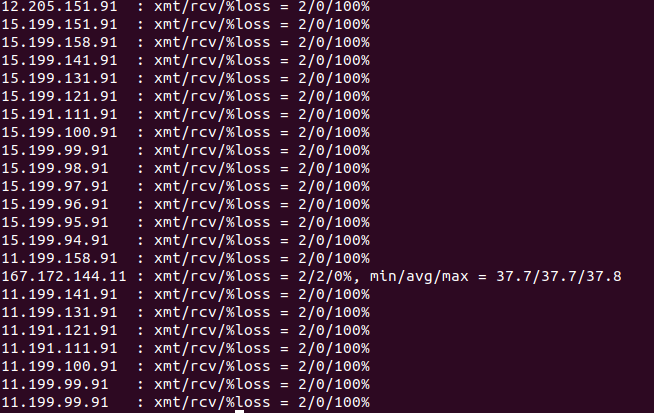 12.205.151.91  : xmt/rcv/%loss = 2/0/100%
15.199.151.91  : xmt/rcv/%loss = 2/0/100%
15.199.158.91  : xmt/rcv/%loss = 2/0/100%
15.199.141.91  : xmt/rcv/%loss = 2/0/100%
15.199.131.91  : xmt/rcv/%loss = 2/0/100%
15.199.121.91  : xmt/rcv/%loss = 2/0/100%
15.191.111.91  : xmt/rcv/%loss = 2/0/100%
15.199.100.91  : xmt/rcv/%loss = 2/0/100%
15.199.99.91   : xmt/rcv/%loss = 2/0/100%
15.199.98.91   : xmt/rcv/%loss = 2/0/100%
15.199.97.91   : xmt/rcv/%loss = 2/0/100%
15.199.96.91   : xmt/rcv/%loss = 2/0/100%
15.199.95.91   : xmt/rcv/%loss = 2/0/100%
15.199.94.91   : xmt/rcv/%loss = 2/0/100%
11.199.158.91  : xmt/rcv/%loss = 2/0/100%
167.172.144.11 : xmt/rcv/%loss = 2/2/0%, min/avg/max = 37.7/37.7/37.8
11.199.141.91  : xmt/rcv/%loss = 2/0/100%
11.199.131.91  : xmt/rcv/%loss = 2/0/100%
11.191.121.91  : xmt/rcv/%loss = 2/0/100%
11.191.111.91  : xmt/rcv/%loss = 2/0/100%
11.199.100.91  : xmt/rcv/%loss = 2/0/100%
11.199.99.91   : xmt/rcv/%loss = 2/0/100%
11.199.99.91   : xmt/rcv/%loss = 2/0/100%